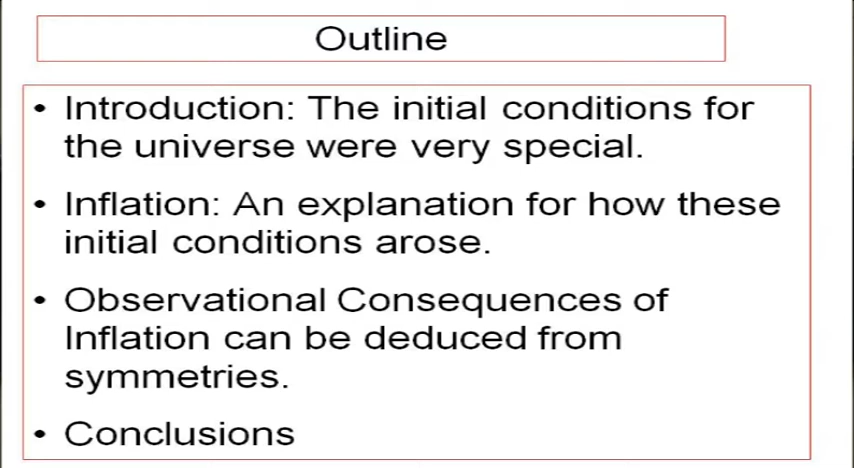 Outline
• Introduction: The initial conditions for
the universe were very special.
• Inflation: An explanation for how these
initial conditions arose.
• Observational Consequences of
Inflation can be deduced from
symmetries.
• Conclusions